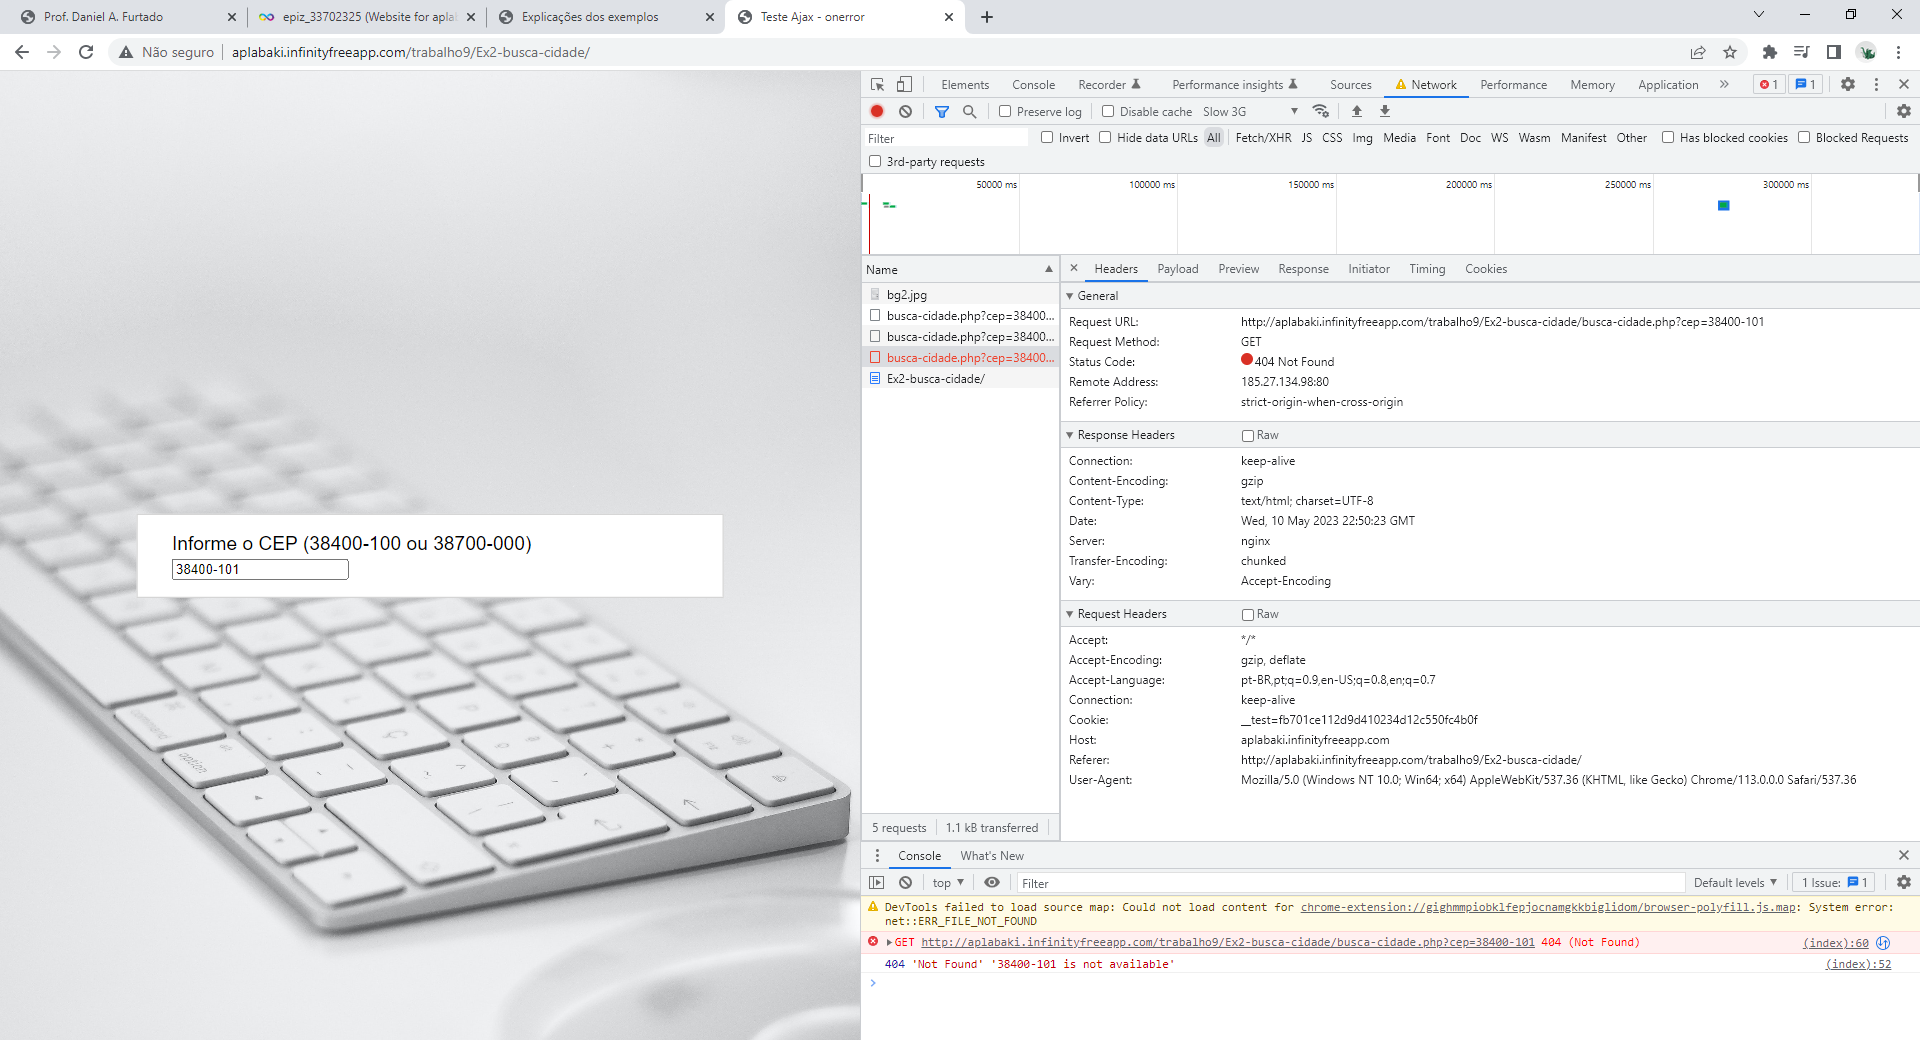 Prof. Daniel A. Furtado
epiz_33702325 (Website for apla
Explicações dos exemplos
Teste Ajax - onerror
Não seguro
aplabaki.infinityfreeapp.com/trabalho9/Ex2-busca-cidade/
Elements Console Recorder Performance insights Sources Network Performance Memory Application 1 1
Preserve log Disable cache Slow 3G
Filter Invert Hide data URLs All Fetch/XHR JS CSS Img Media Font Doc WS Wasm Manifest Other Has blocked cookies Blocked Requests
3rd-party requests
50000 ms 100000 ms 150000 ms 200000 ms 250000 ms 300000 ms
Name
bg2.jpg
busca-cidade.php?cep=38400...
busca-cidade.php?cep=38400...
busca-cidade.php?cep=38400...
Ex2-busca-cidade/
5 requests 1.1 kB transferred
Headers Payload Preview Response Initiator Timing Cookies
General
Request URL: http://aplabaki.infinityfreeapp.com/trabalho9/Ex2-busca-cidade/busca-cidade.php?cep=38400-101
Request Method: GET
Status Code: 404 Not Found
Remote Address: 185.27.134.98:80
Referrer Policy: strict-origin-when-cross-origin
Response Headers Raw
Connection: keep-alive
Content-Encoding: gzip
Content-Type: text/html; charset=UTF-8
Date: Wed, 10 May 2023 22:50:23 GMT
Server: nginx
Transfer-Encoding: chunked
Vary: Accept-Encoding
Request Headers Raw
Accept: */*
Accept-Encoding: gzip, deflate
Accept-Language: pt-BR,pt;q=0.9,en-US;q=0.8,en;q=0.7
Connection: keep-alive
Cookie: __test=fb701ce112d9d410234d12c550fc4b0f
Host: aplabaki.infinityfreeapp.com
Referer: http://aplabaki.infinityfreeapp.com/trabalho9/Ex2-busca-cidade/
User-Agent: Mozilla/5.0 (Windows NT 10.0; Win64; x64) AppleWebKit/537.36 (KHTML, like Gecko) Chrome/113.0.0.0 Safari/537.36
Informe o CEP (38400-100 ou 38700-000)
38400-101
command
option
alt
Console What's New
top Filter Default levels 1 Issue: 1
DevTools failed to load source map: Could not load content for chrome-extension://gighmmpiobklfepjocnamgkkbiglidom/browser-polyfill.js.map: System error:
net::ERR_FILE_NOT_FOUND
GET http://aplabaki.infinityfreeapp.com/trabalho9/Ex2-busca-cidade/busca-cidade.php?cep=38400-101 404 (Not Found) (index):60
404 'Not Found' '38400-101 is not available' (index):52